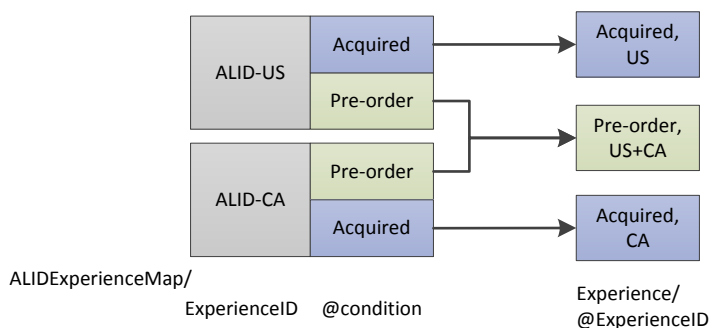 ALID-US
Acquired
Pre-order
ALID-CA
Pre-order
Acquired
Acquired,
US
Pre-order,
US+CA
Acquired,
CA
ALIDExperienceMap/
ExperienceID
@condition
Experience/
@ExperienceID